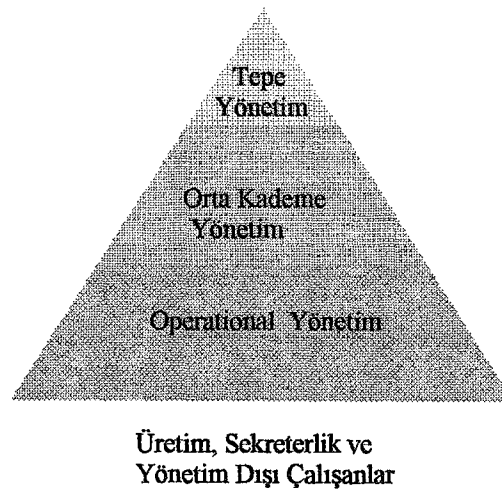 Tepe
Yönetim
Orta Kademe
Yönetim
Operational Yönetim
Üretim, Sekreterlik ve
Yönetim Dışı Çalışanlar